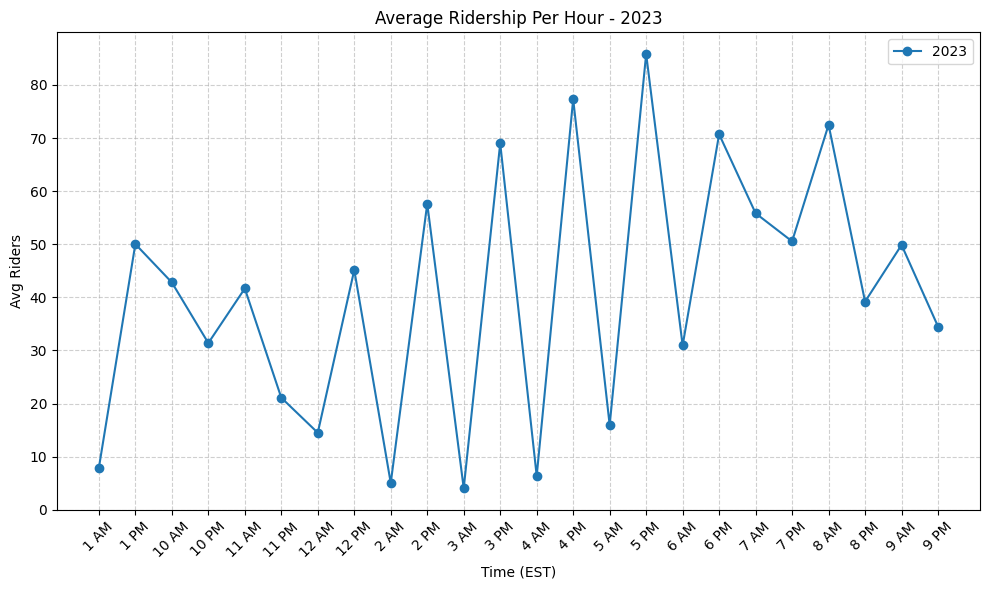 Average Ridership Per Hour - 2023
2023
Avg Riders
80
70
60
50
40
30
20
10
0
1 AM
1 PM
10 AM
10 PM
11 AM
11 PM
12 AM
12 PM
2 AM
2 PM
3 AM
3 PM
4 AM
4 PM
5 AM
5 PM
6 AM
6 PM
7 AM
7 PM
8 AM
8 PM
9 AM
9 PM
Time (EST)